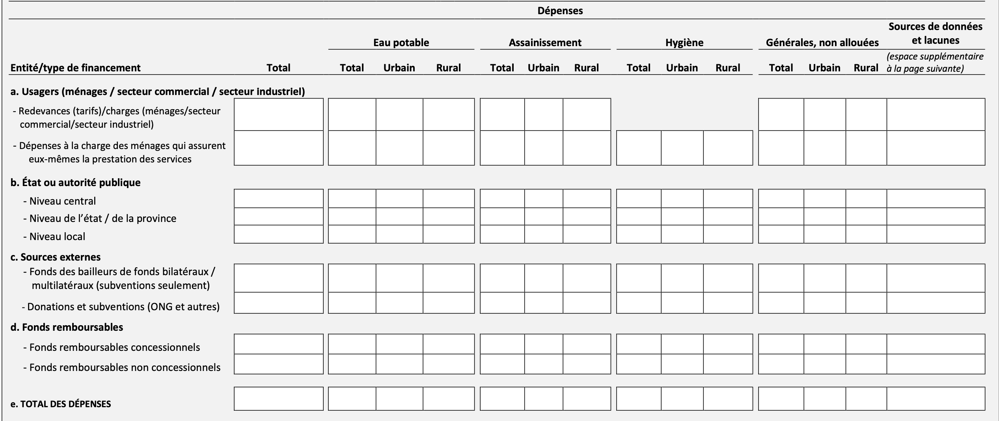 Dépenses
Sources de données
et lacunes
Eau potable Assainissement Hygiène Générales, non allouées
(espace supplémentaire
à la page suivante)
Entité/type de financement Total Total Urbain Rural Total Urbain Rural Total Urbain Rural Total Urbain Rural
a. Usagers (ménages / secteur commercial / secteur industriel)
- Redevances (tarifs)/charges (ménages/secteur
commercial/secteur industriel)
- Dépenses à la charge des ménages qui assurent
eux-mêmes la prestation des services
b. État ou autorité publique
- Niveau central
- Niveau de l’état / de la province
- Niveau local
c. Sources externes
- Fonds des bailleurs de fonds bilatéraux /
multilatéraux (subventions seulement)
- Donations et subventions (ONG et autres)
d. Fonds remboursables
- Fonds remboursables concessionnels
- Fonds remboursables non concessionnels
e. TOTAL DES DÉPENSES